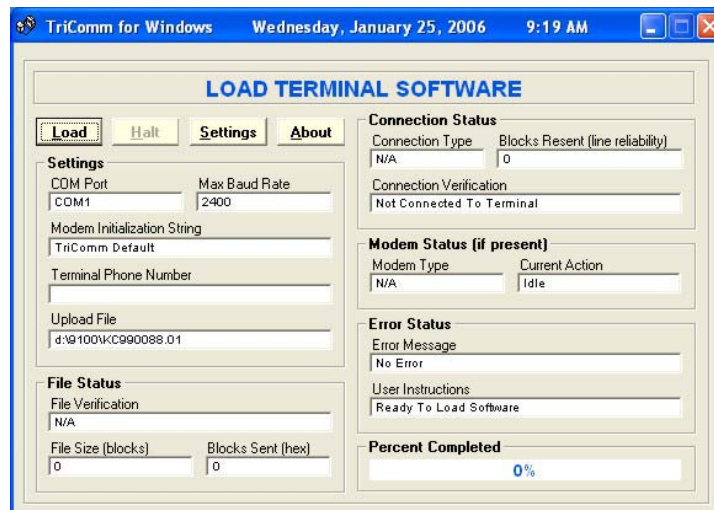 TriComm for Windows Wednesday, January 25, 2006 9:19 AM
LOAD TERMINAL SOFTWARE
Load Halt Settings About
Settings
COM Port Max Baud Rate
COM1 2400
Modem Initialization String
TriComm Default
Terminal Phone Number
Upload File
d:\9100\KC990088.01
File Status
File Verification
N/A
File Size (blocks) Blocks Sent (hex)
0 0
Connection Status
Connection Type Blocks Resent (line reliability)
N/A 0
Connection Verification
Not Connected To Terminal
Modem Status (if present)
Modem Type Current Action
N/A Idle
Error Status
Error Message
No Error
User Instructions
Ready To Load Software
Percent Completed
0%